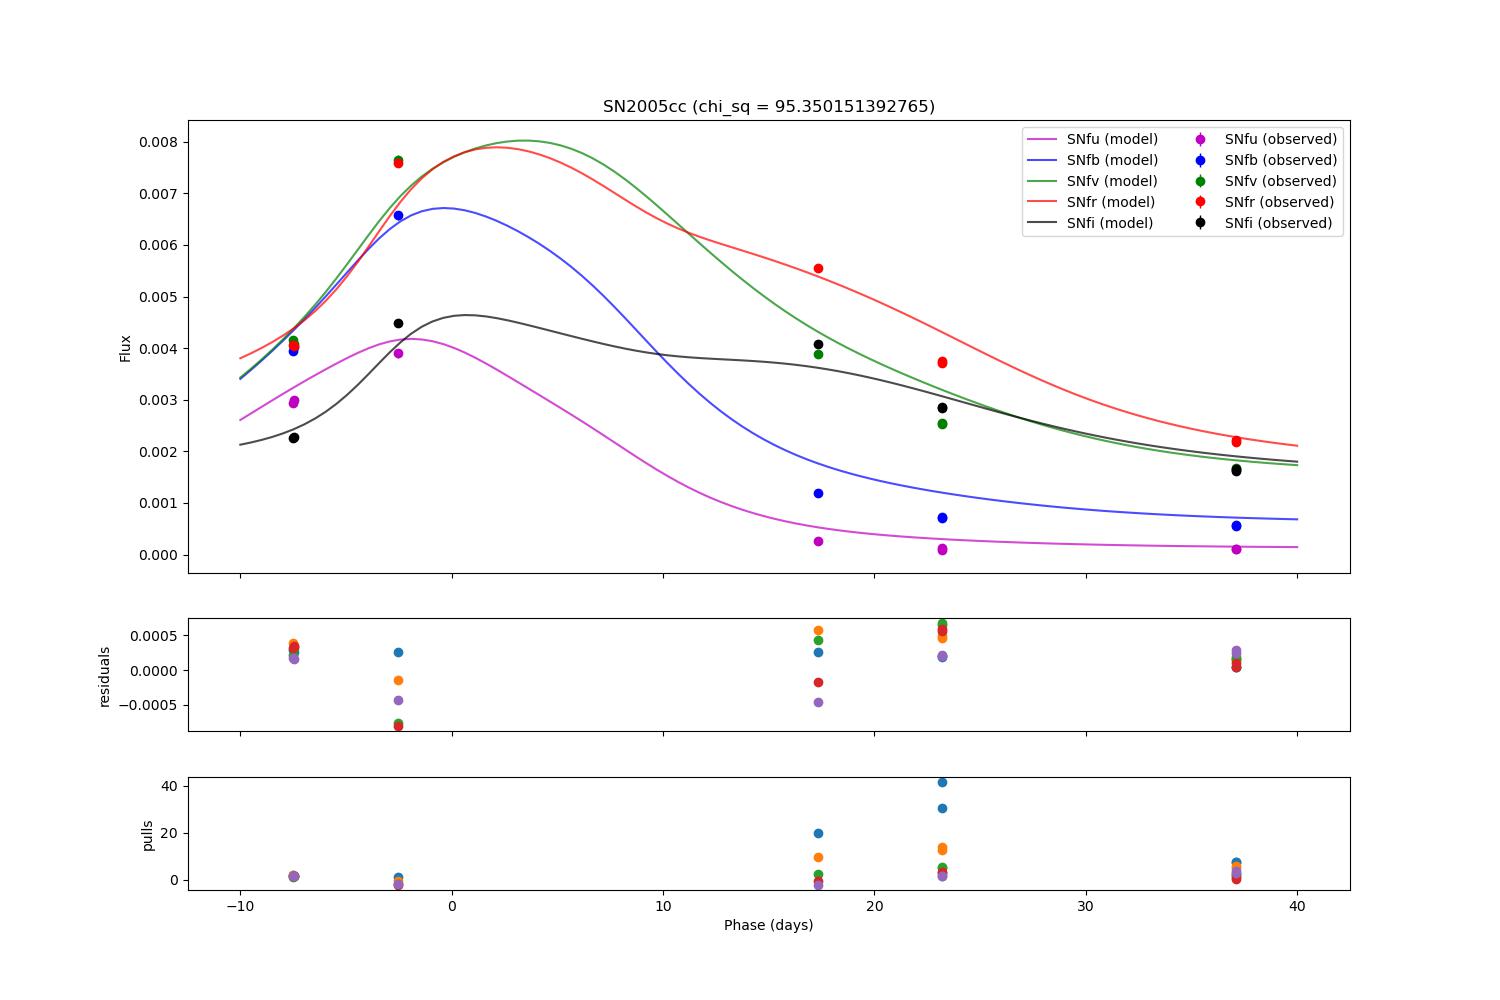 SN2005cc (chi_sq = 95.350151392765)
SNfu (model) SNfu (observed)
SNfb (model) SNfb (observed)
SNfv (model) SNfv (observed)
SNfr (model) SNfr (observed)
SNfi (model) SNfi (observed)
Flux
0.008
0.007
0.006
0.005
0.004
0.003
0.002
0.001
0.000
residuals
0.0005
0.0000
−0.0005
pulls
40
20
0
−10 0 10 20 30 40
Phase (days)